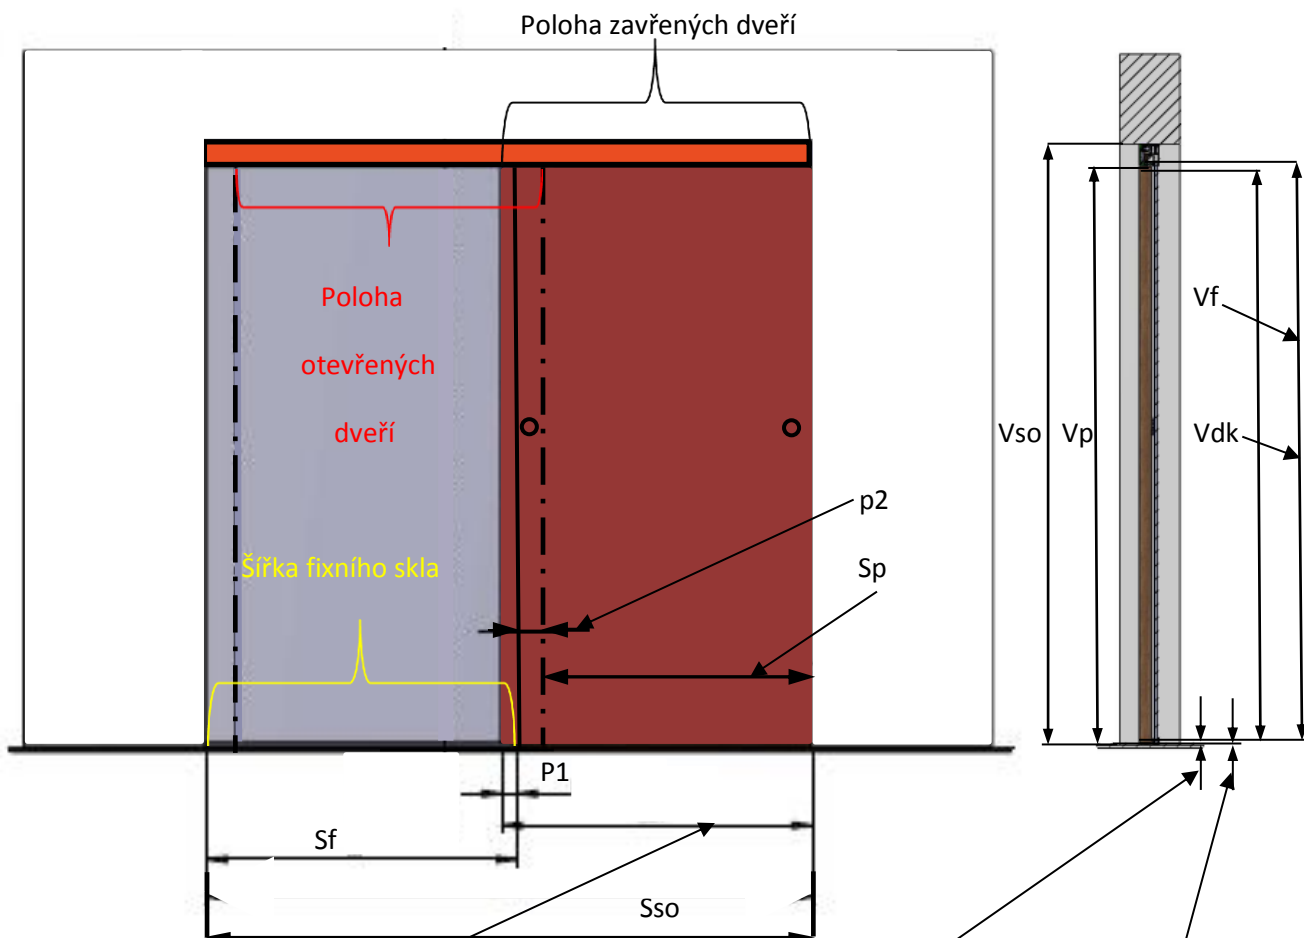 Poloha zavřených dveří
Poloha
otevřených
dveří
Vf
Vso
Vp
Vdk
p2
Šířka fixního skla
Sp
P1
Sf
Sso